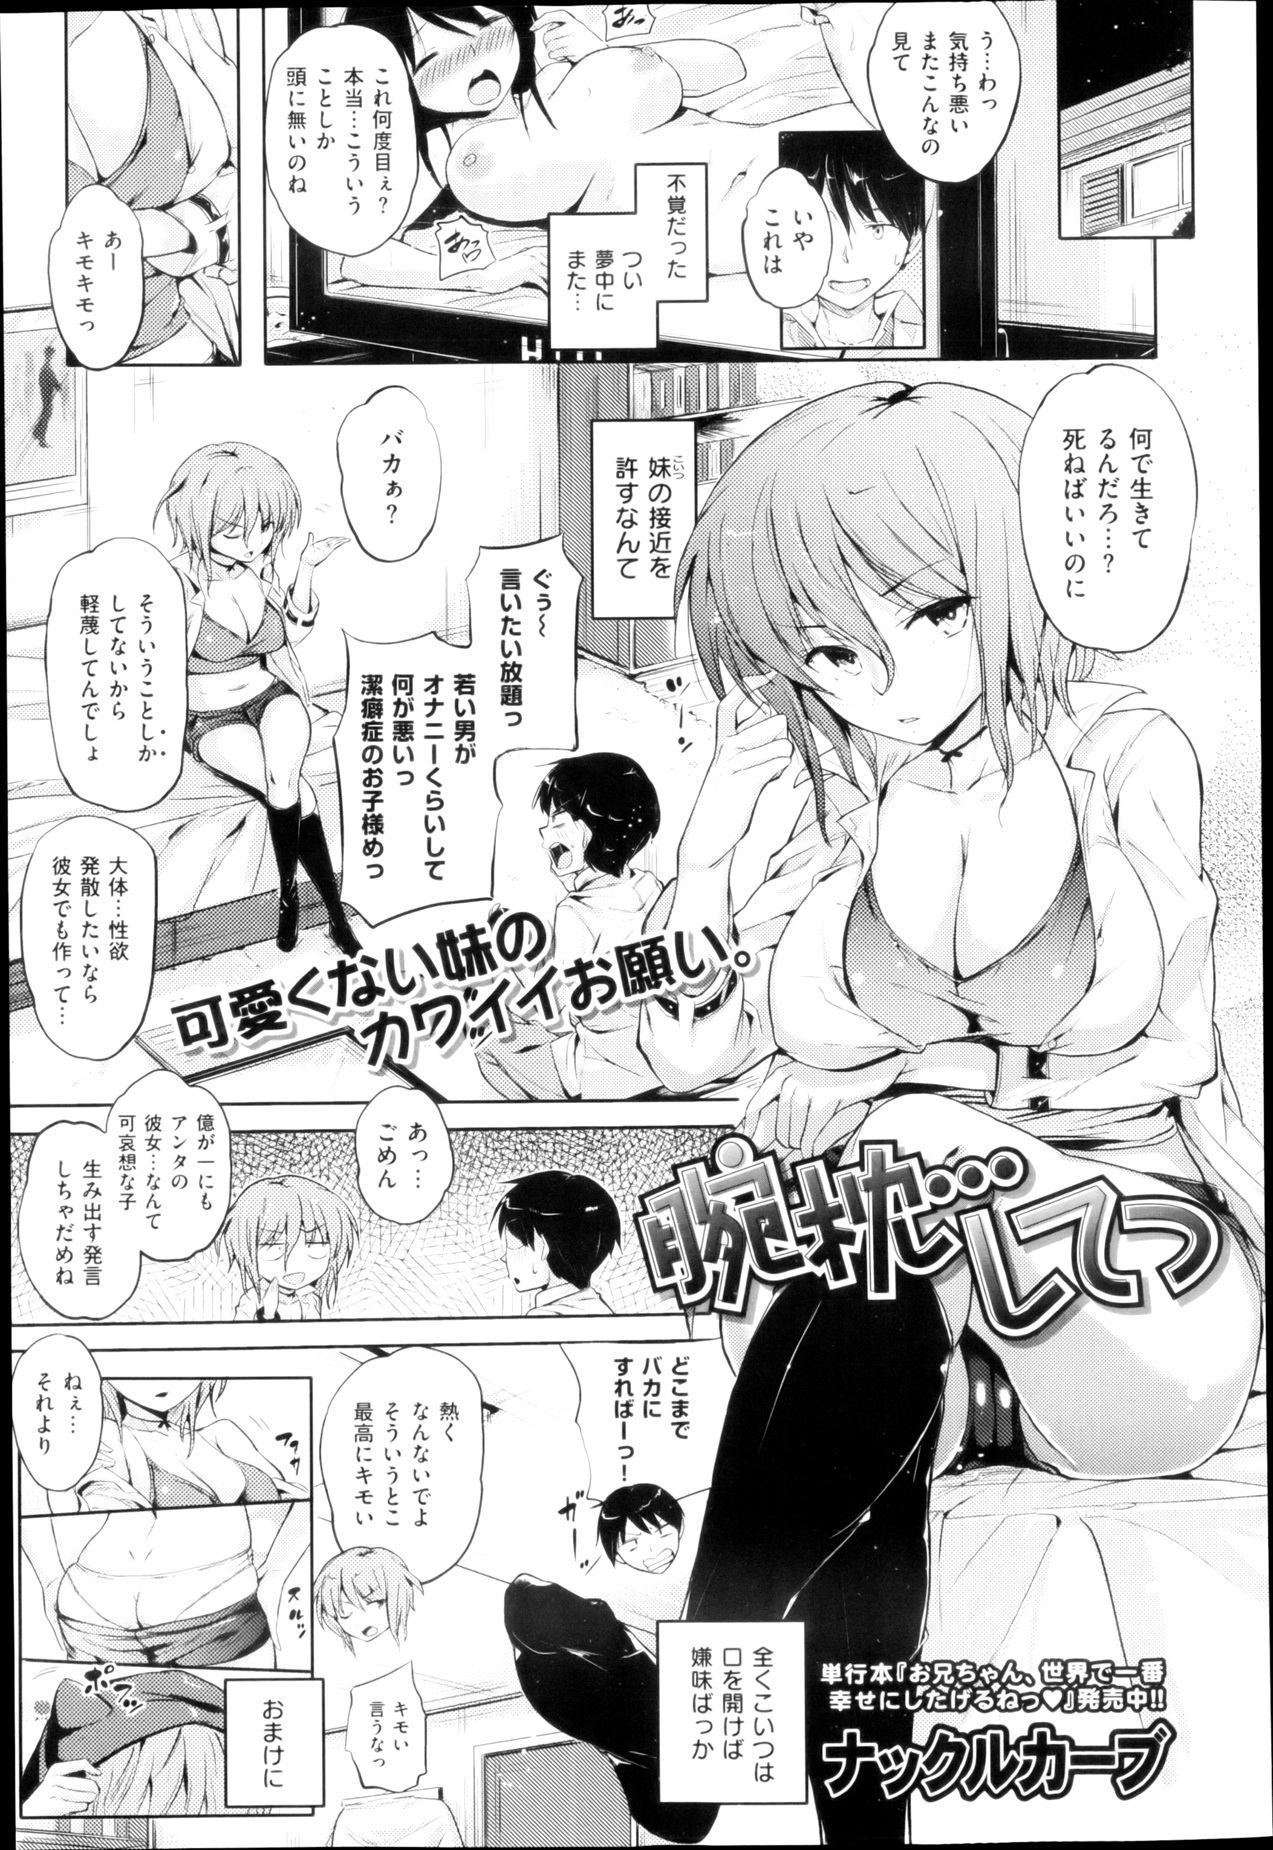 う…わっ
気持ち悪い
またこんなの
見て
いや
これは
あっ
これ何度目ぇ？
本当…こういう
ことしか
頭に無いのね
あっ
不覚だった
つい
夢中に
また…
あー
キモキモっ
何で生きて
るんだろ…？
死ねばいいのに
妹の接近を
こいつ
許すなんて
バカぁ？
ぐぅ～
言いたい放題っ
若い男が
オナニーくらいして
何が悪いっ
潔癖症のお子様めっ
そういうことしか
してないから
軽蔑してんでしょ
大体…性欲
発散したいなら
彼女でも作って…
可愛くない妹の
カワイイお願い。
腕枕…してっ
あっ…
ごめん
億が一にも
アンタの
彼女…なんて
可哀想な子
生み出す発言
しちゃだめね
どこまで
バカに
すればーっ！
ガー
熱く
なんないでよ
そういうとこ
最高にキモい
キモい
言うなっ
全くこいつは
口を開けば
嫌味ばっか
ねぇ…
それより
ポフッ
おまけに
単行本『お兄ちゃん、世界で一番
幸せにしたげるねっ♥』発売中!!
ナックルカーブ